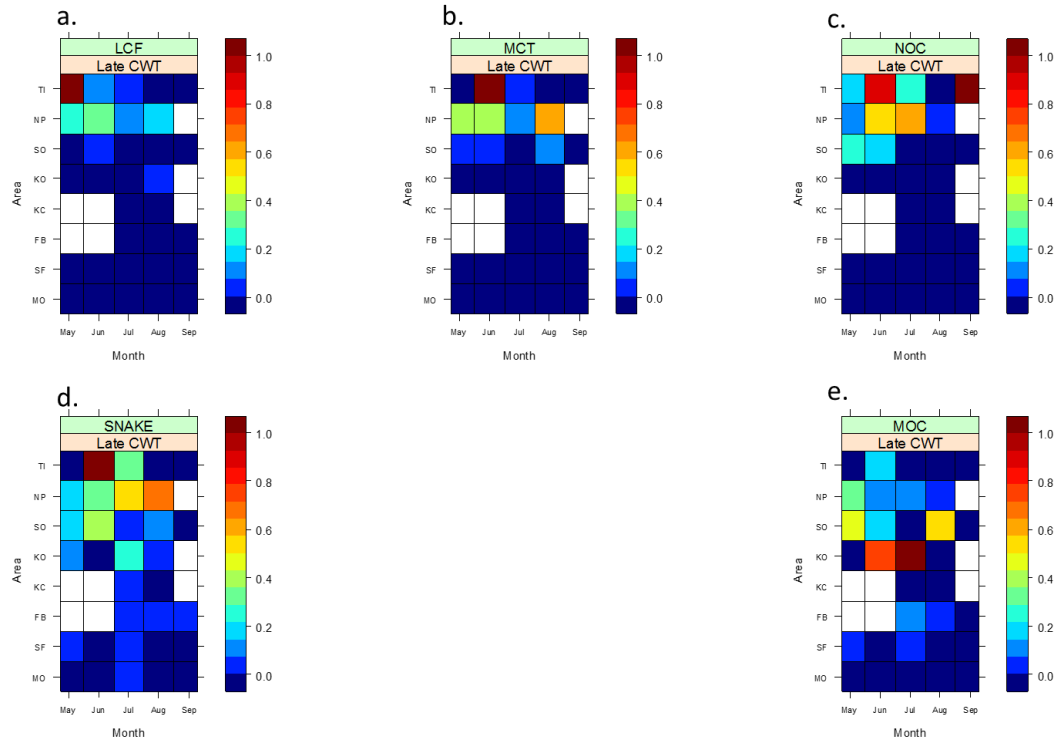 a.
LCF
Late CWT
TI
NP
SO
KO
KC
FB
SF
MO
Area
May Jun Jul Aug Sep
Month
1.0
0.8
0.6
0.4
0.2
0.0
b.
MCT
Late CWT
TI
NP
SO
KO
KC
FB
SF
MO
Area
May Jun Jul Aug Sep
Month
1.0
0.8
0.6
0.4
0.2
0.0
c.
NOC
Late CWT
TI
NP
SO
KO
KC
FB
SF
MO
Area
May Jun Jul Aug Sep
Month
1.0
0.8
0.6
0.4
0.2
0.0
d.
SNAKE
Late CWT
TI
NP
SO
KO
KC
FB
SF
MO
Area
May Jun Jul Aug Sep
Month
1.0
0.8
0.6
0.4
0.2
0.0
e.
MOC
Late CWT
TI
NP
SO
KO
KC
FB
SF
MO
Area
May Jun Jul Aug Sep
Month
1.0
0.8
0.6
0.4
0.2
0.0